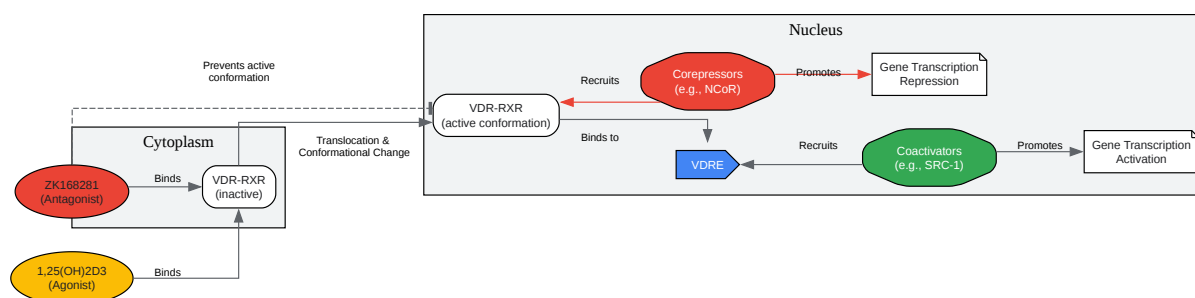 Nucleus
Prevents active
conformation
Corepressors
(e.g., NCoR)
Promotes
Gene Transcription
Repression
Recruits
VDR-RXR
(active conformation)
Cytoplasm
Translocation &
Conformational Change
Binds to
VDRE
Recruits
Coactivators
(e.g., SRC-1)
Promotes
Gene Transcription
Activation
ZK168281
(Antagonist)
Binds
VDR-RXR
(inactive)
1,25(OH)2D3
(Agonist)
Binds